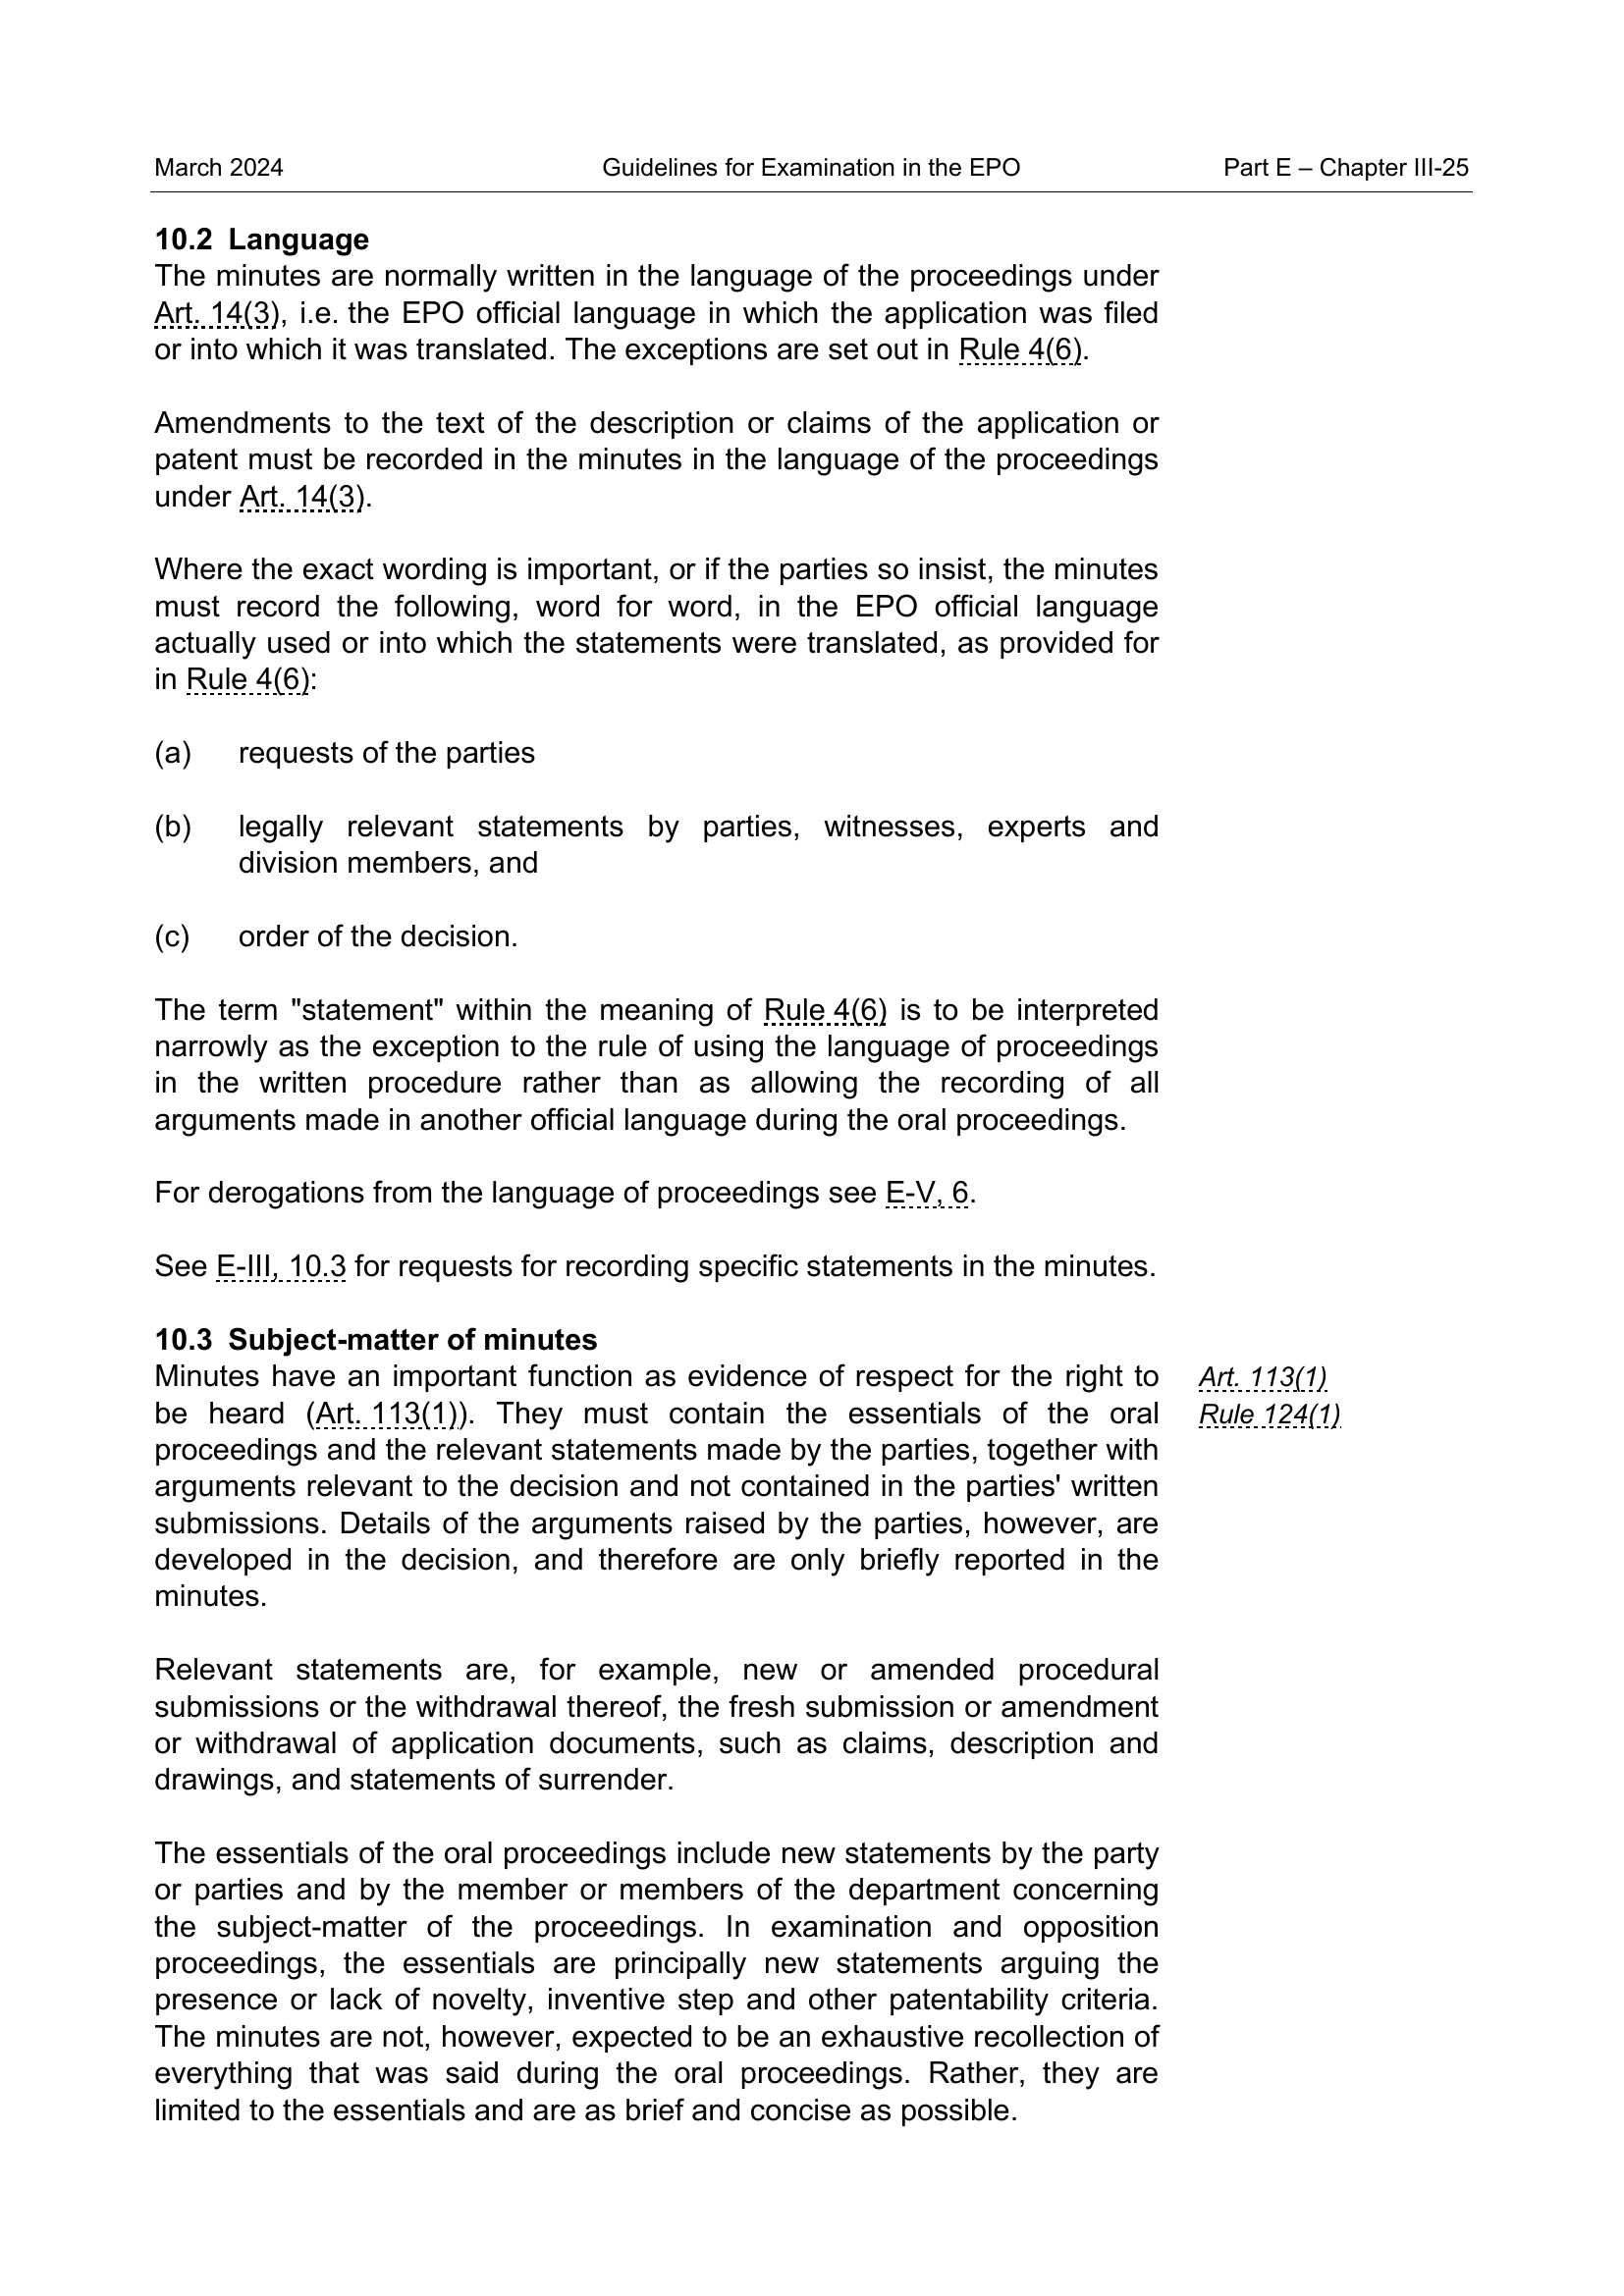 March 2024
Guidelines for Examination in the EPO
Part E – Chapter III-25
10.2 Language
The minutes are normally written in the language of the proceedings under
Art. 14(3), i.e. the EPO official language in which the application was filed
or into which it was translated. The exceptions are set out in Rule 4(6).
Amendments to the text of the description or claims of the application or
patent must be recorded in the minutes in the language of the proceedings
under Art. 14(3).
Where the exact wording is important, or if the parties so insist, the minutes
must record the following, word for word, in the EPO official language
actually used or into which the statements were translated, as provided for
in Rule 4(6):
(a) requests of the parties
(b) legally relevant statements by parties, witnesses, experts and
division members, and
(c) order of the decision.
The term "statement" within the meaning of Rule 4(6) is to be interpreted
narrowly as the exception to the rule of using the language of proceedings
in the written procedure rather than as allowing the recording of all
arguments made in another official language during the oral proceedings.
For derogations from the language of proceedings see E-V, 6.
See E-III, 10.3 for requests for recording specific statements in the minutes.
10.3 Subject-matter of minutes
Minutes have an important function as evidence of respect for the right to
be heard (Art. 113(1)). They must contain the essentials of the oral
proceedings and the relevant statements made by the parties, together with
arguments relevant to the decision and not contained in the parties' written
submissions. Details of the arguments raised by the parties, however, are
developed in the decision, and therefore are only briefly reported in the
minutes.
Art. 113(1)
Rule 124(1)
Relevant statements are, for example, new or amended procedural
submissions or the withdrawal thereof, the fresh submission or amendment
or withdrawal of application documents, such as claims, description and
drawings, and statements of surrender.
The essentials of the oral proceedings include new statements by the party
or parties and by the member or members of the department concerning
the subject-matter of the proceedings. In examination and opposition
proceedings, the essentials are principally new statements arguing the
presence or lack of novelty, inventive step and other patentability criteria.
The minutes are not, however, expected to be an exhaustive recollection of
everything that was said during the oral proceedings. Rather, they are
limited to the essentials and are as brief and concise as possible.